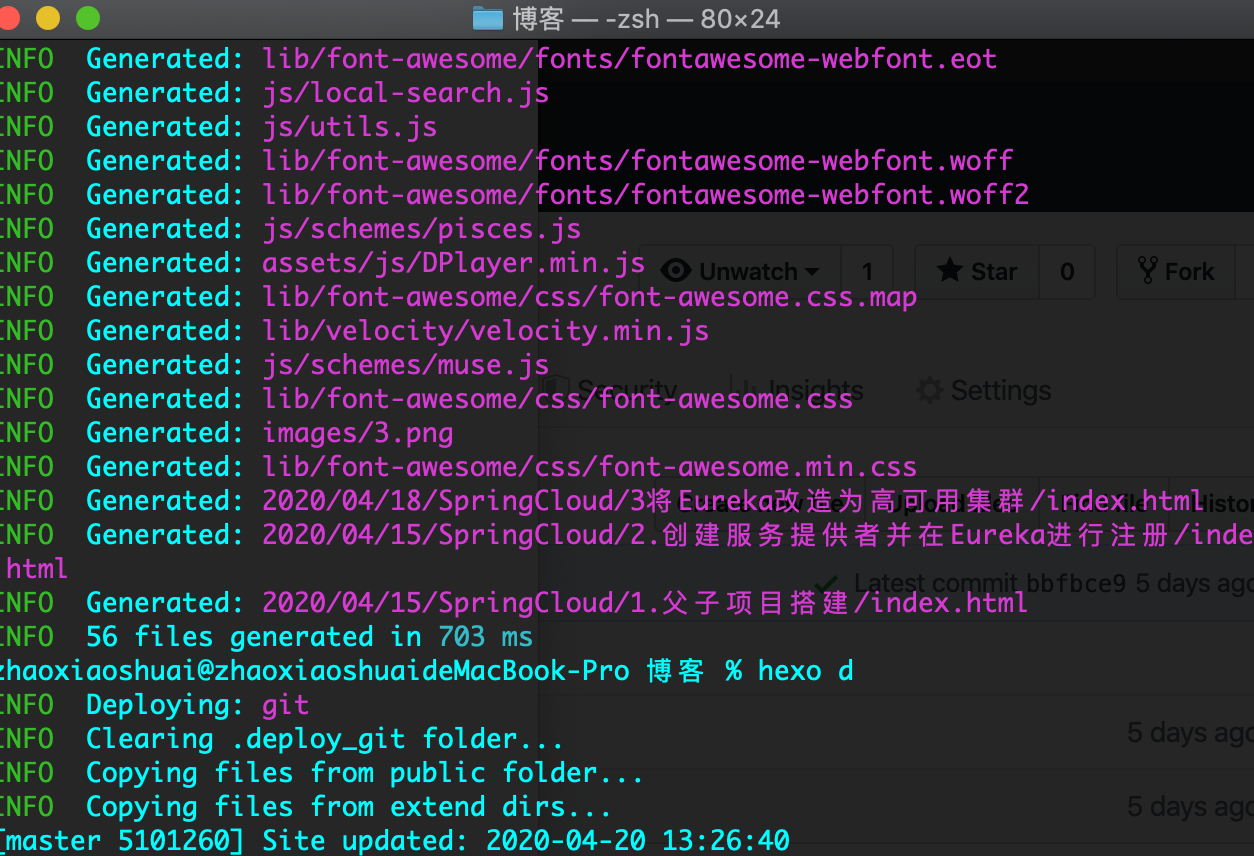 博客 — -zsh — 80×24
INFO Generated: lib/font-awesome/fonts/fontawesome-webfont.eot
INFO Generated: js/local-search.js
INFO Generated: js/utils.js
INFO Generated: lib/font-awesome/fonts/fontawesome-webfont.woff
INFO Generated: lib/font-awesome/fonts/fontawesome-webfont.woff2
INFO Generated: js/schemes/pisces.js
INFO Generated: assets/js/DPlayer.min.js
Unwatch 1 Star 0 Fork
INFO Generated: lib/font-awesome/css/font-awesome.css.map
INFO Generated: lib/velocity/velocity.min.js
INFO Generated: js/schemes/muse.js
Security Insights Settings
INFO Generated: lib/font-awesome/css/font-awesome.css
INFO Generated: images/3.png
INFO Generated: lib/font-awesome/css/font-awesome.min.css
INFO Generated: 2020/04/18/SpringCloud/3将Eureka改造为高可用集群/index.html
INFO Generated: 2020/04/15/SpringCloud/2.创建服务提供者并在Eureka进行注册/inde
html
Latest commit bbfbce9 5 days ago
INFO Generated: 2020/04/15/SpringCloud/1.父子项目搭建/index.html
INFO 56 files generated in 703 ms
zhaoxiaoshuai@zhaoxiaoshuaideMacBook-Pro 博客 % hexo d
INFO Deploying: git
5 days ago
INFO Clearing .deploy_git folder...
INFO Copying files from public folder...
INFO Copying files from extend dirs...
5 days ago
[master 5101260] Site updated: 2020-04-20 13:26:40